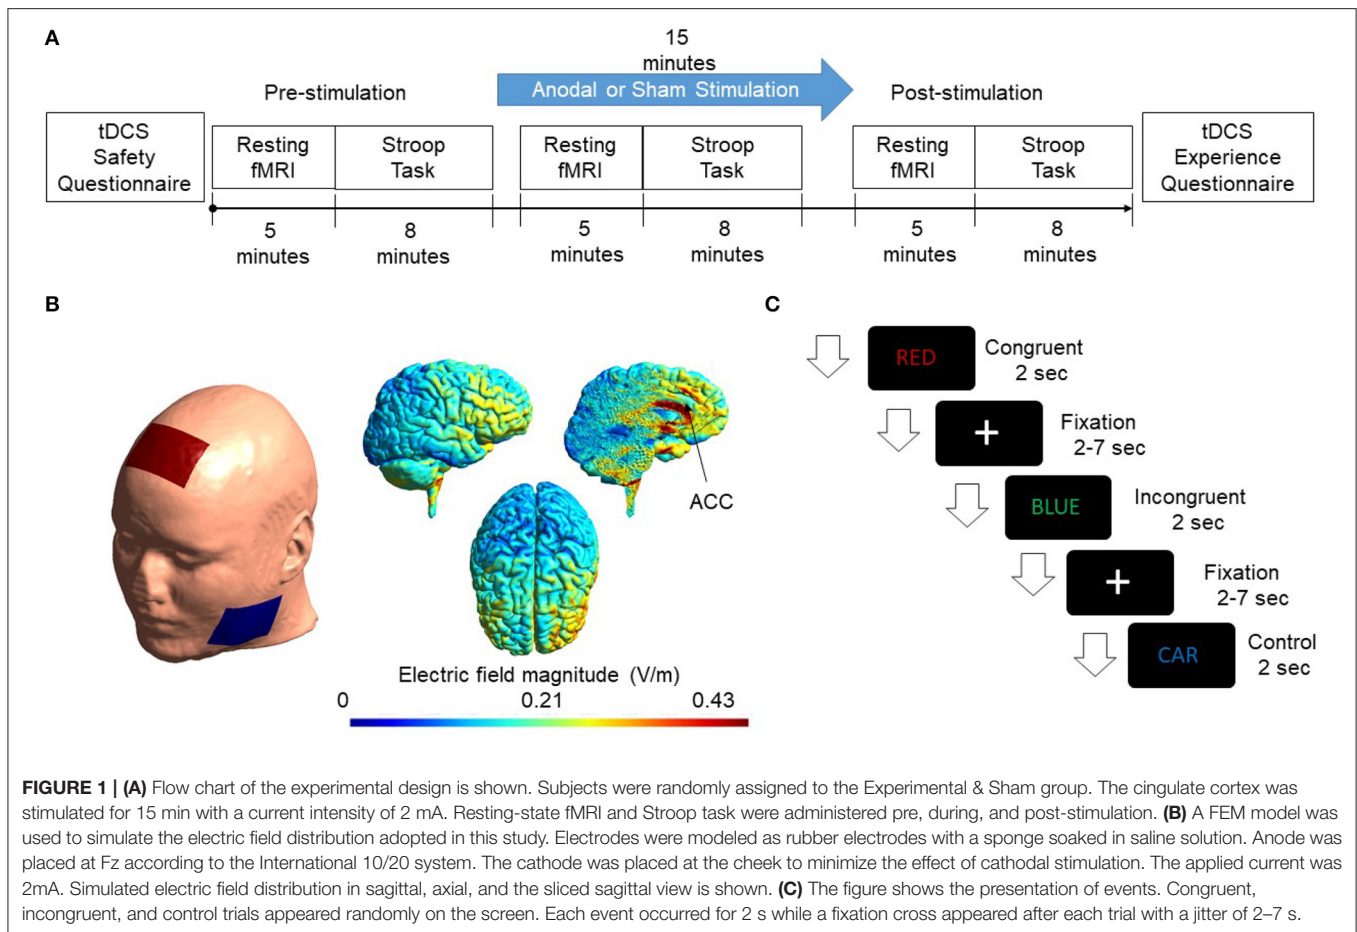 A
15
minutes
Anodal or Sham Stimulation
Pre-stimulation
Post-stimulation
tDCS
Safety
Questionnaire
Resting
fMRI
Stroop
Task
Resting
fMRI
Stroop
Task
Resting
fMRI
Stroop
Task
tDCS
Experience
Questionnaire
5
minutes
8
minutes
5
minutes
8
minutes
5
minutes
8
minutes
B
ACC
Electric field magnitude (V/m)
0 0.21 0.43
C
RED
Congruent
2 sec
+
Fixation
2-7 sec
BLUE
Incongruent
2 sec
+
Fixation
2-7 sec
CAR
Control
2 sec
FIGURE 1 | (A) Flow chart of the experimental design is shown. Subjects were randomly assigned to the Experimental & Sham group. The cingulate cortex was
stimulated for 15 min with a current intensity of 2 mA. Resting-state fMRI and Stroop task were administered pre, during, and post-stimulation. (B) A FEM model was
used to simulate the electric field distribution adopted in this study. Electrodes were modeled as rubber electrodes with a sponge soaked in saline solution. Anode was
placed at Fz according to the International 10/20 system. The cathode was placed at the cheek to minimize the effect of cathodal stimulation. The applied current was
2mA. Simulated electric field distribution in sagittal, axial, and the sliced sagittal view is shown. (C) The figure shows the presentation of events. Congruent,
incongruent, and control trials appeared randomly on the screen. Each event occurred for 2 s while a fixation cross appeared after each trial with a jitter of 2–7 s.